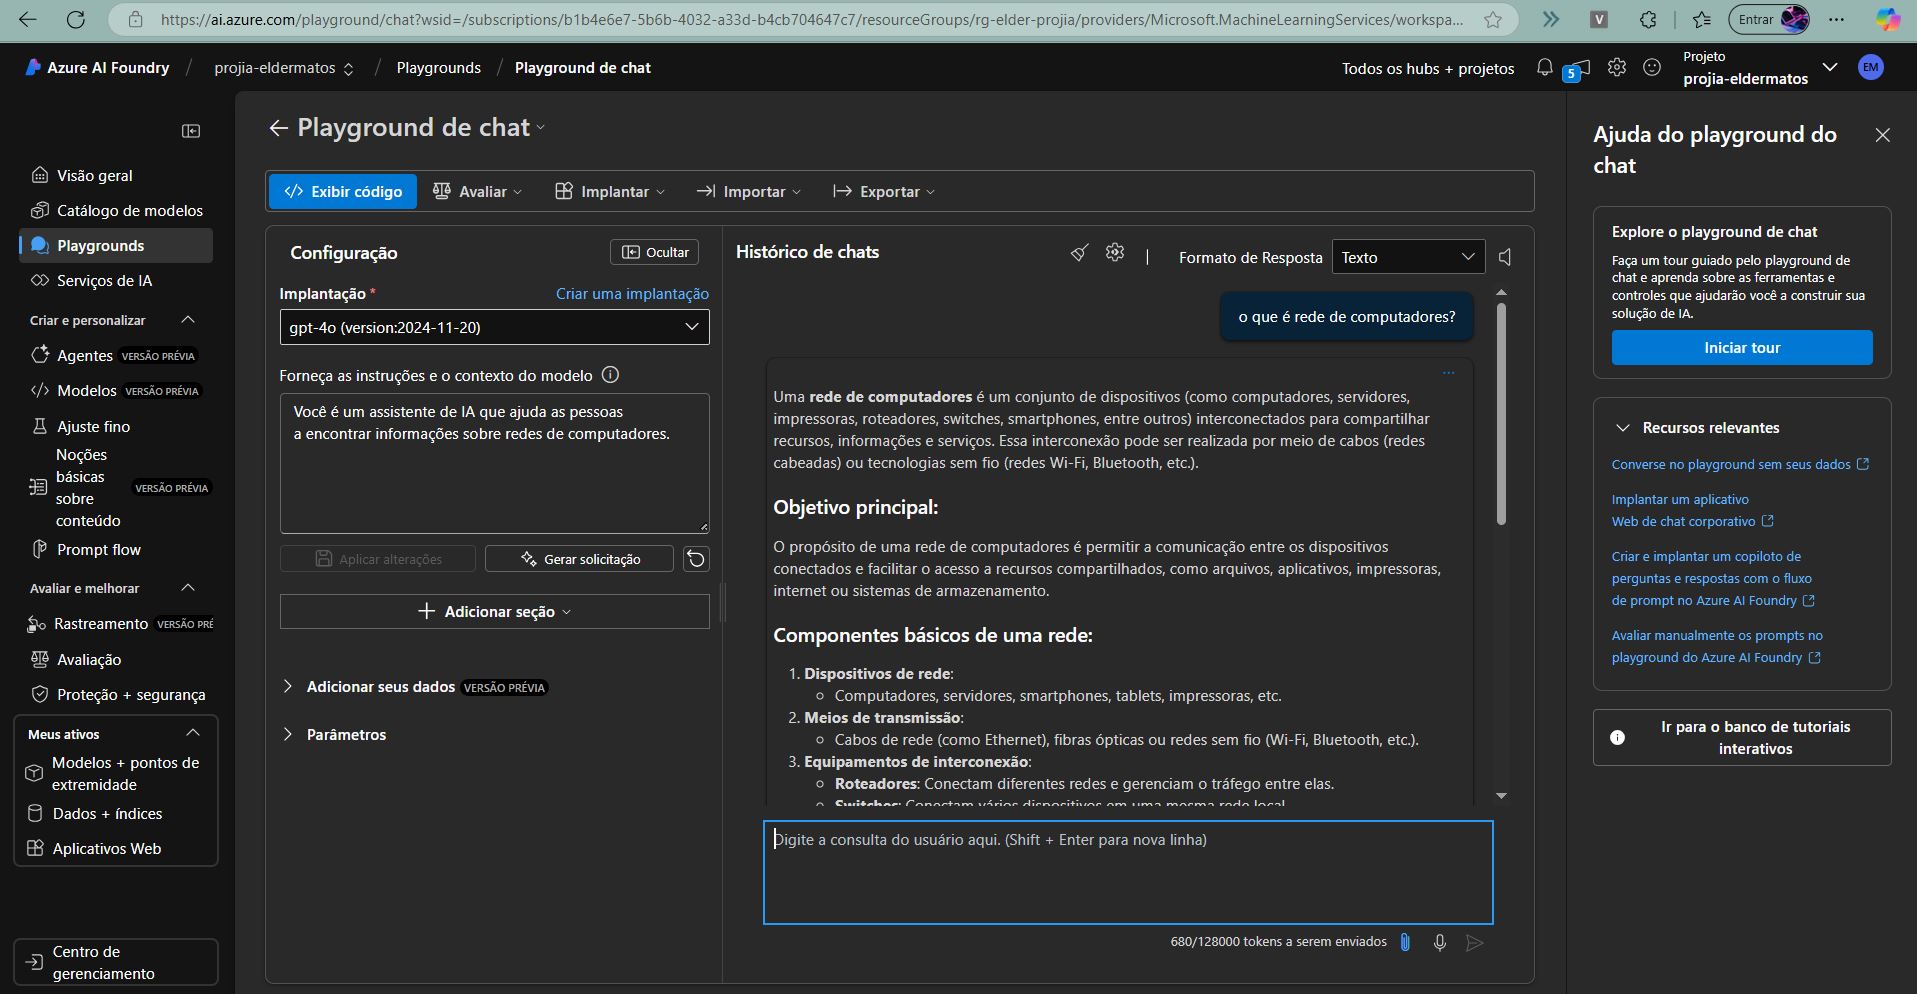 https://ai.azure.com/playground/chat?wsid=/subscriptions/b1b4e6e7-5b6b-4032-a33d-b4cb704647c7/resourceGroups/rg-elder-projia/providers/Microsoft.MachineLearningServices/workspa...
V
Entrar
Azure AI Foundry / projia-eldermatos / Playgrounds / Playground de chat
Todos os hubs + projetos
5
Projeto
projia-eldermatos
EM
Visão geral
Catálogo de modelos
Playgrounds
Serviços de IA
Criar e personalizar
Agentes VERSÃO PRÉVIA
Modelos VERSÃO PRÉVIA
Ajuste fino
Noções
básicas
sobre
conteúdo
VERSÃO PRÉVIA
Prompt flow
Avaliar e melhorar
Rastreamento VERSÃO PRÉ
Avaliação
Proteção + segurança
Meus ativos
Modelos + pontos de
extremidade
Dados + índices
Aplicativos Web
Centro de
gerenciamento
Playground de chat
Exibir código
Avaliar
Implantar
Importar
Exportar
Configuração
Ocultar
Implantação *
Criar uma implantação
gpt-4o (version:2024-11-20)
Forneça as instruções e o contexto do modelo
Você é um assistente de IA que ajuda as pessoas
a encontrar informações sobre redes de computadores.
Aplicar alterações
Gerar solicitação
Adicionar seção
Adicionar seus dados VERSÃO PRÉVIA
Parâmetros
Histórico de chats
|
Formato de Resposta
Texto
o que é rede de computadores?
...
Uma rede de computadores é um conjunto de dispositivos (como computadores, servidores,
impressoras, roteadores, switches, smartphones, entre outros) interconectados para compartilhar
recursos, informações e serviços. Essa interconexão pode ser realizada por meio de cabos (redes
cabeadas) ou tecnologias sem fio (redes Wi-Fi, Bluetooth, etc.).
Objetivo principal:
O propósito de uma rede de computadores é permitir a comunicação entre os dispositivos
conectados e facilitar o acesso a recursos compartilhados, como arquivos, aplicativos, impressoras,
internet ou sistemas de armazenamento.
Componentes básicos de uma rede:
1. Dispositivos de rede:
Computadores, servidores, smartphones, tablets, impressoras, etc.
2. Meios de transmissão:
Cabos de rede (como Ethernet), fibras ópticas ou redes sem fio (Wi-Fi, Bluetooth, etc.).
3. Equipamentos de interconexão:
Roteadores: Conectam diferentes redes e gerenciam o tráfego entre elas.
Switches: Conectam vários dispositivos em uma mesma rede local.
Digite a consulta do usuário aqui. (Shift + Enter para nova linha)
680/128000 tokens a serem enviados
Ajuda do playground do
chat
Explore o playground de chat
Faça um tour guiado pelo playground de
chat e aprenda sobre as ferramentas e
controles que ajudarão você a construir sua
solução de IA.
Iniciar tour
Recursos relevantes
Converse no playground sem seus dados
Implantar um aplicativo
Web de chat corporativo
Criar e implantar um copiloto de
perguntas e respostas com o fluxo
de prompt no Azure AI Foundry
Avaliar manualmente os prompts no
playground do Azure AI Foundry
Ir para o banco de tutoriais
interativos